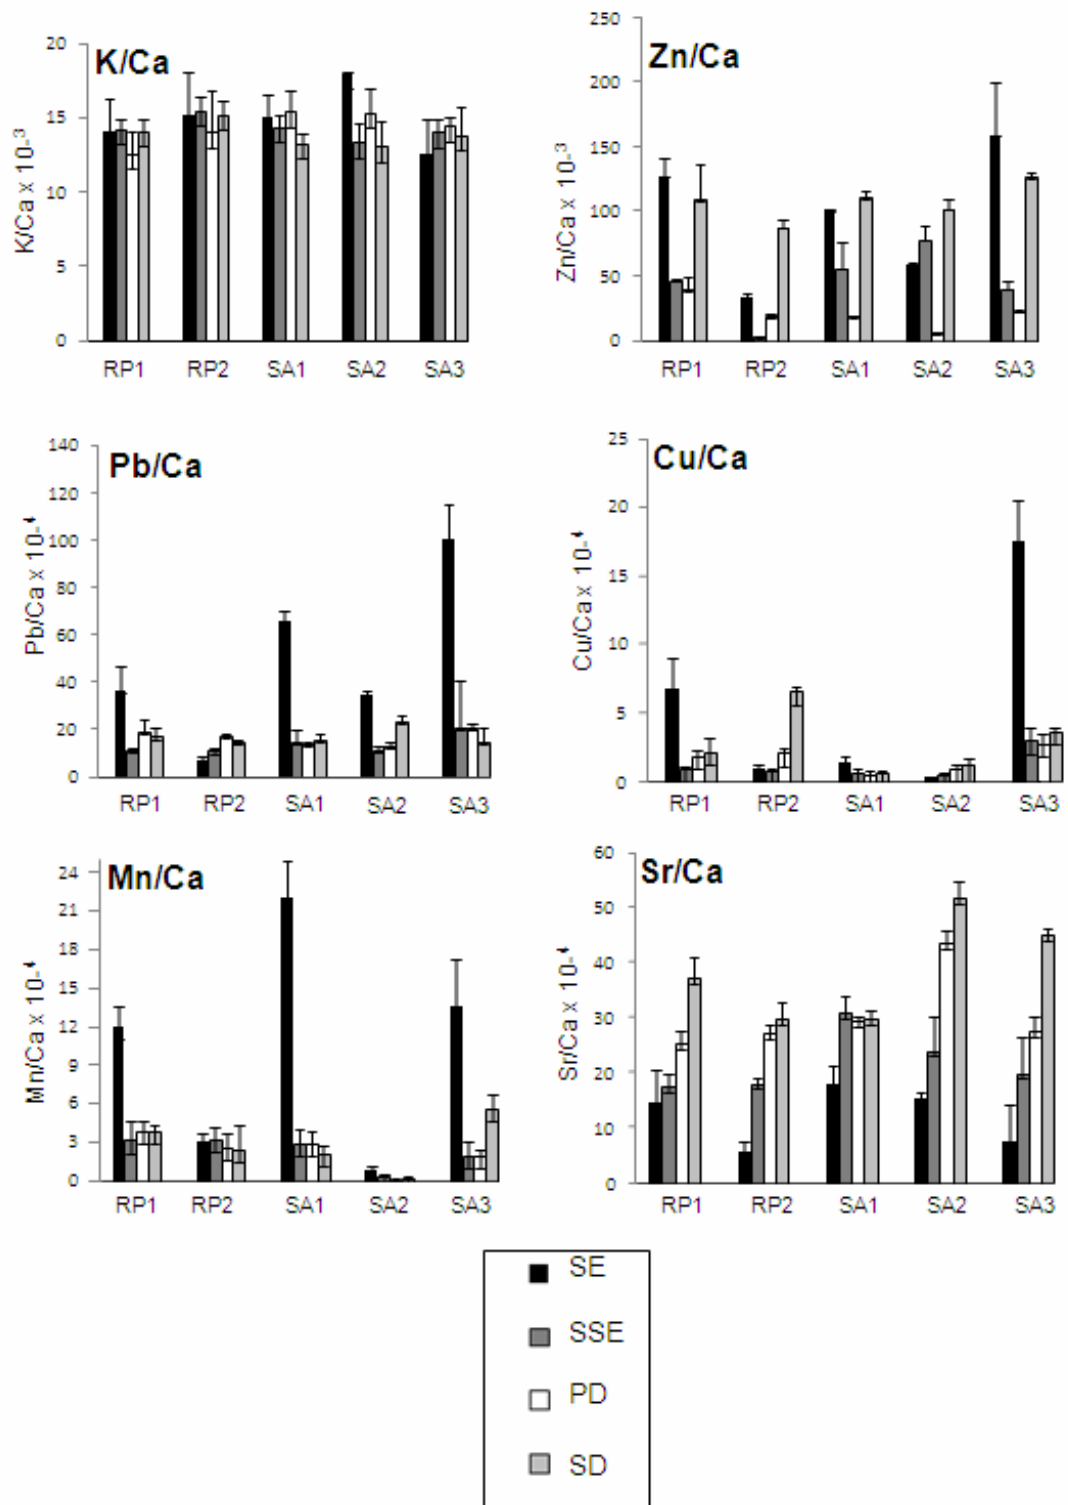 K/Ca
K/Ca x 10-³
20
15
10
5
0
RP1 RP2 SA1 SA2 SA3
Zn/Ca
Zn/Ca x 10-³
250
200
150
100
50
0
RP1 RP2 SA1 SA2 SA3
Pb/Ca
Pb/Ca x 10-⁴
140
120
100
80
60
40
20
0
RP1 RP2 SA1 SA2 SA3
Cu/Ca
Cu/Ca x 10-⁴
25
20
15
10
5
0
RP1 RP2 SA1 SA2 SA3
Mn/Ca
Mn/Ca x 10-⁴
24
21
18
15
12
9
6
3
0
RP1 RP2 SA1 SA2 SA3
Sr/Ca
Sr/Ca x 10-⁴
60
50
40
30
20
10
0
RP1 RP2 SA1 SA2 SA3
SE
SSE
PD
SD